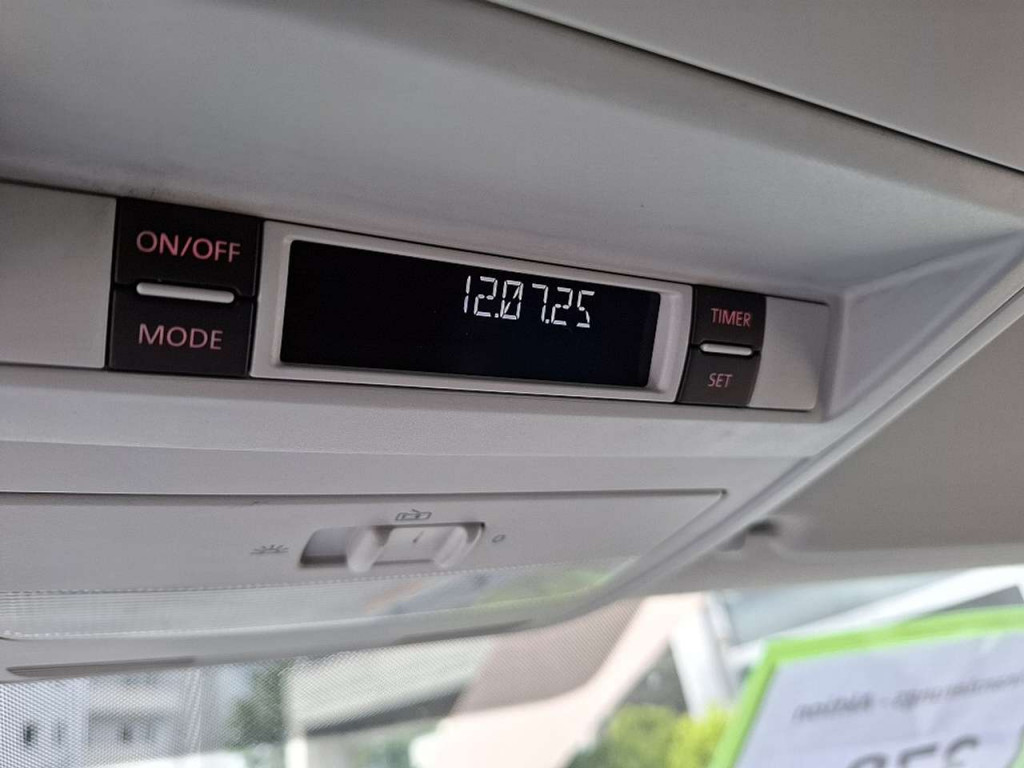 ON/OFF
MODE
12.07.25
TIMER
SET